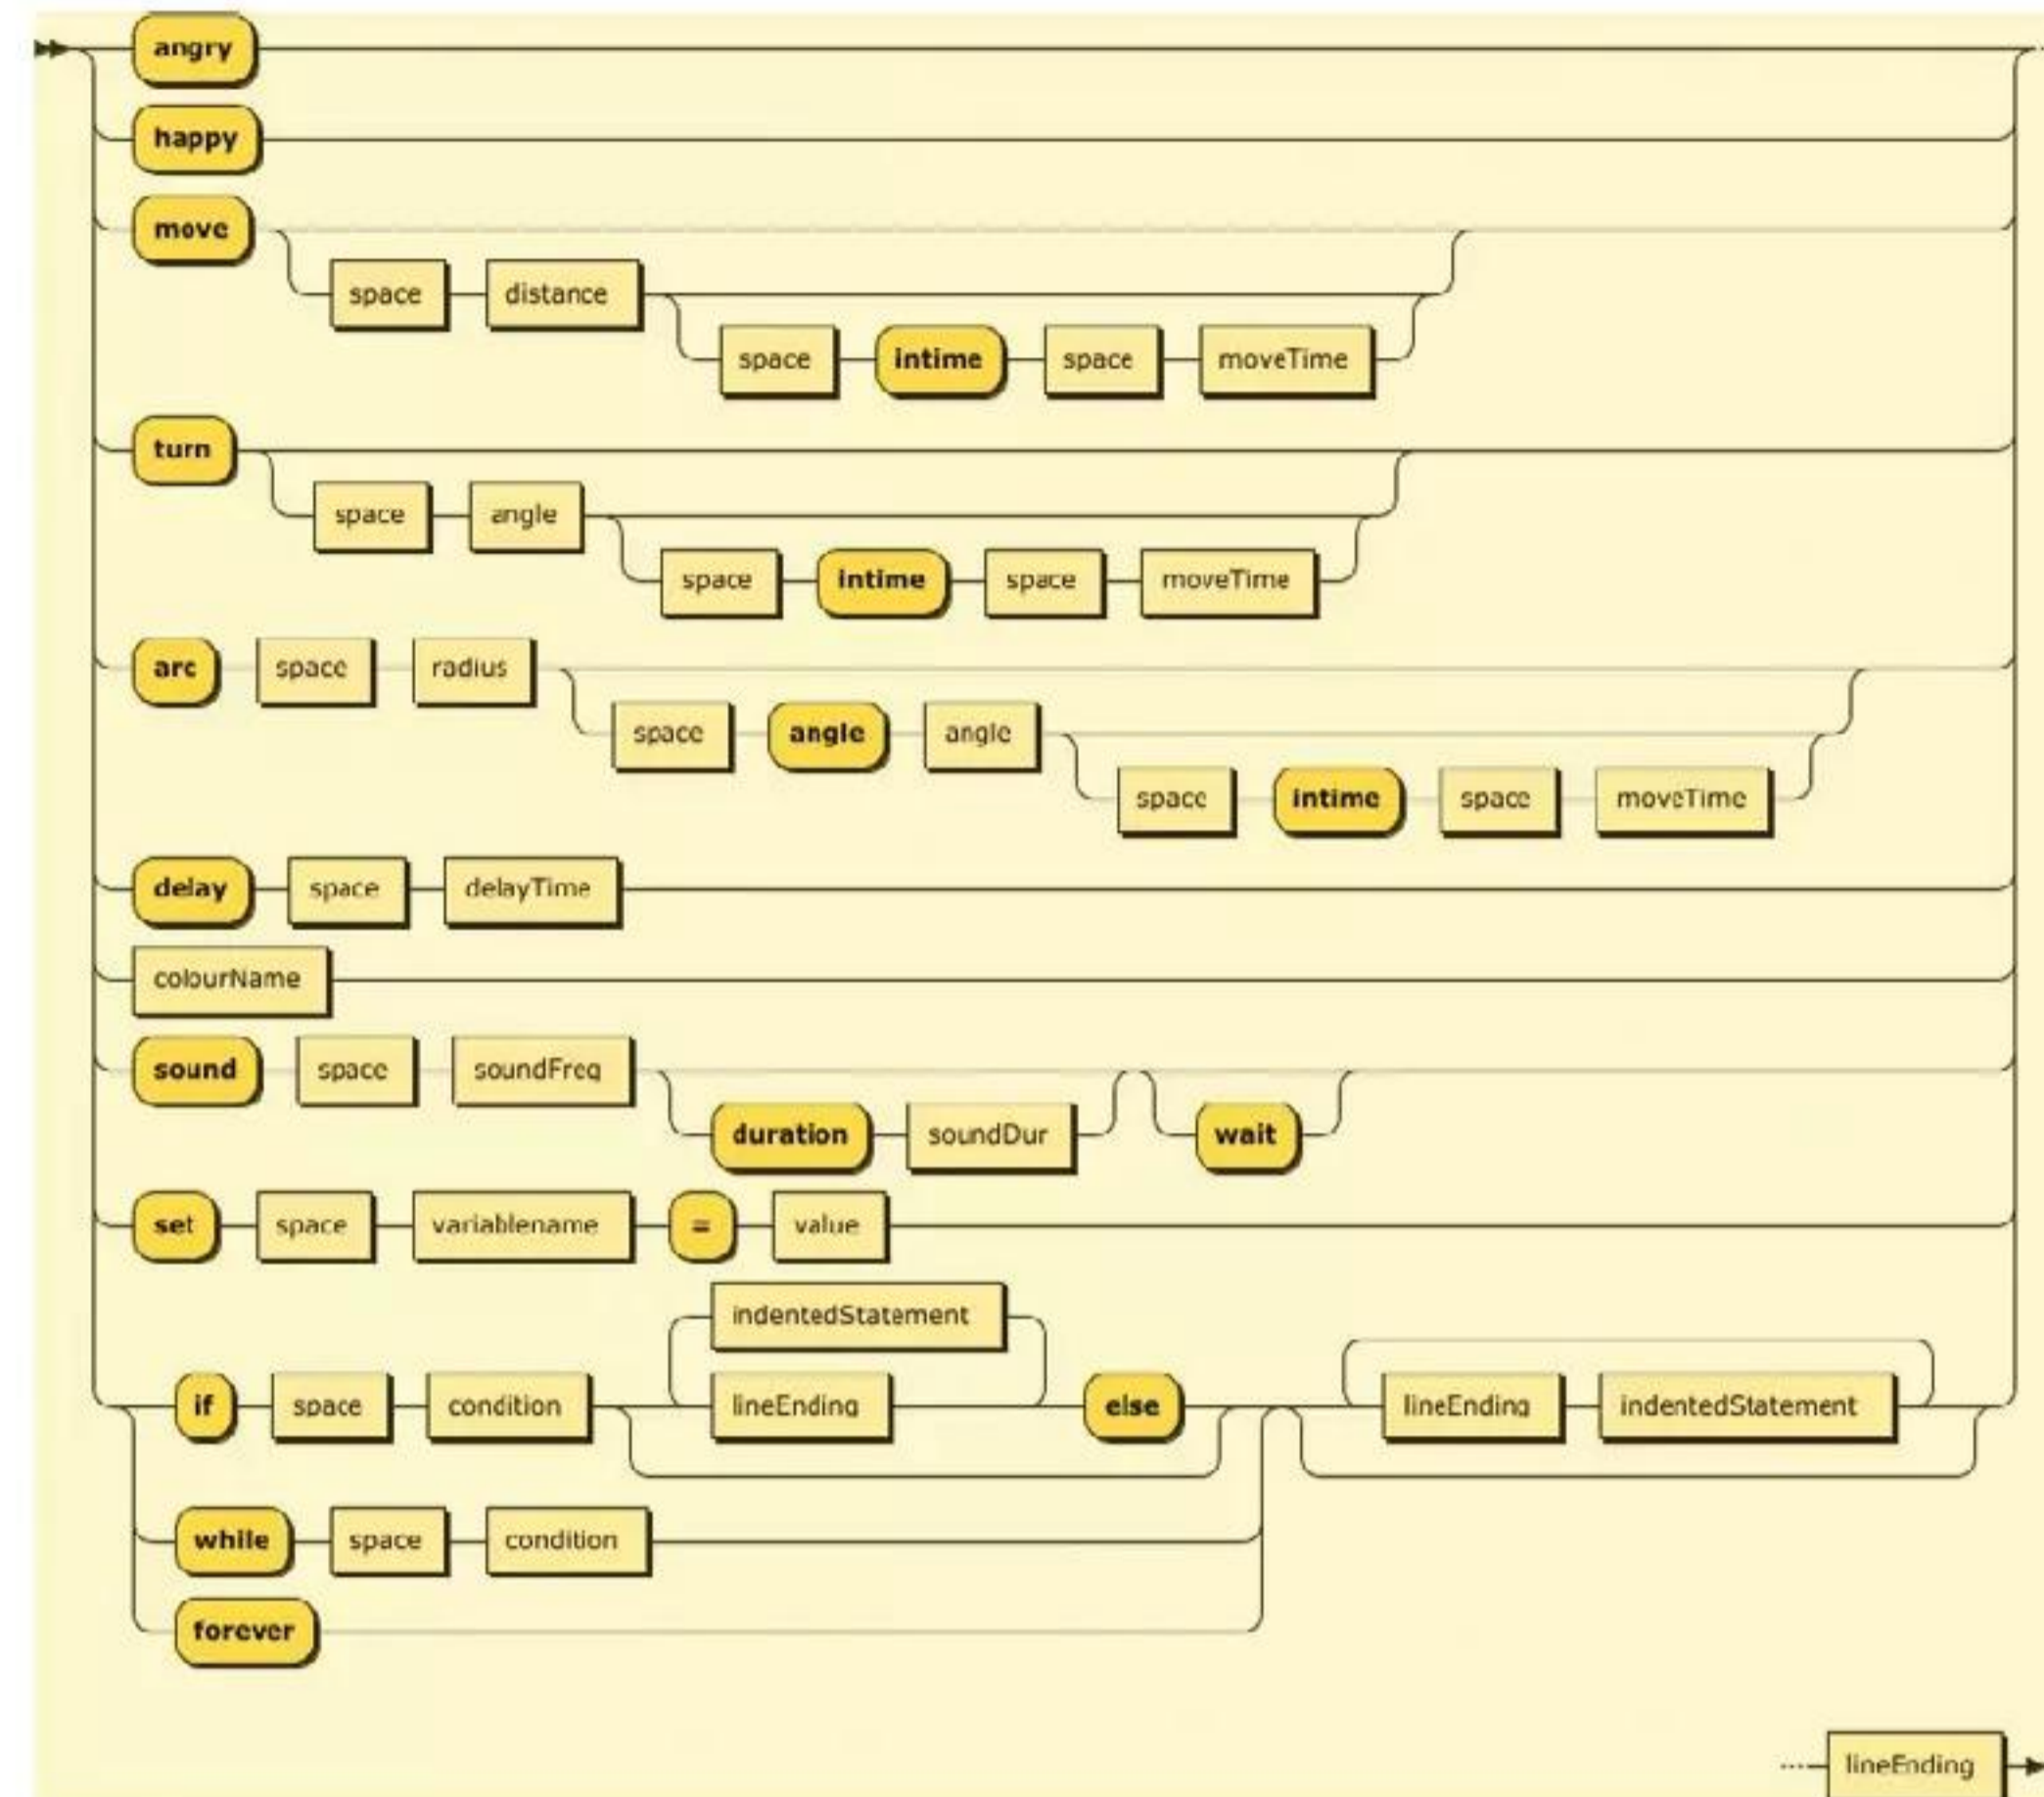 angry
happy
move
space distance
space intime space moveTime
turn
space angle
space intime space moveTime
arc space radius
space angle angle
space intime space moveTime
delay space delayTime
colourName
sound space soundFreq
duration soundDur wait
set space variablename = value
indentedStatement
if space condition lineEnding else lineEnding indentedStatement
while space condition
forever
lineEnding